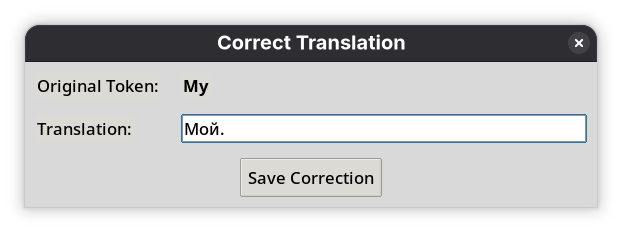 Correct Translation
Original Token: My
Translation: Мой.
Save Correction